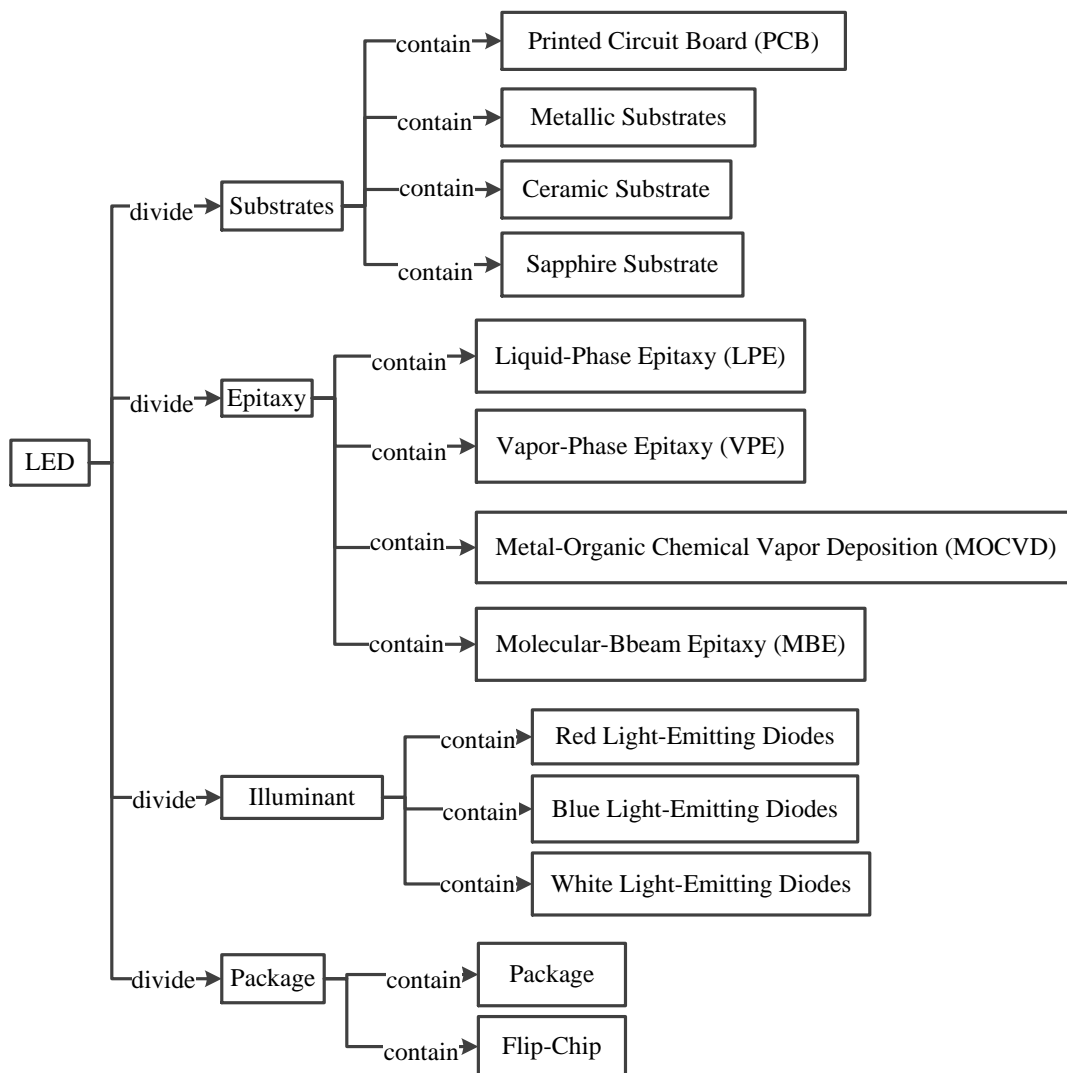 contain
Printed Circuit Board (PCB)
contain
Metallic Substrates
contain
Ceramic Substrate
divide
Substrates
contain
Sapphire Substrate
contain
Liquid-Phase Epitaxy (LPE)
divide
Epitaxy
contain
Vapor-Phase Epitaxy (VPE)
LED
contain
Metal-Organic Chemical Vapor Deposition (MOCVD)
contain
Molecular-Bbeam Epitaxy (MBE)
contain
Red Light-Emitting Diodes
divide
Illuminant
contain
Blue Light-Emitting Diodes
contain
White Light-Emitting Diodes
divide
Package
contain
Package
contain
Flip-Chip